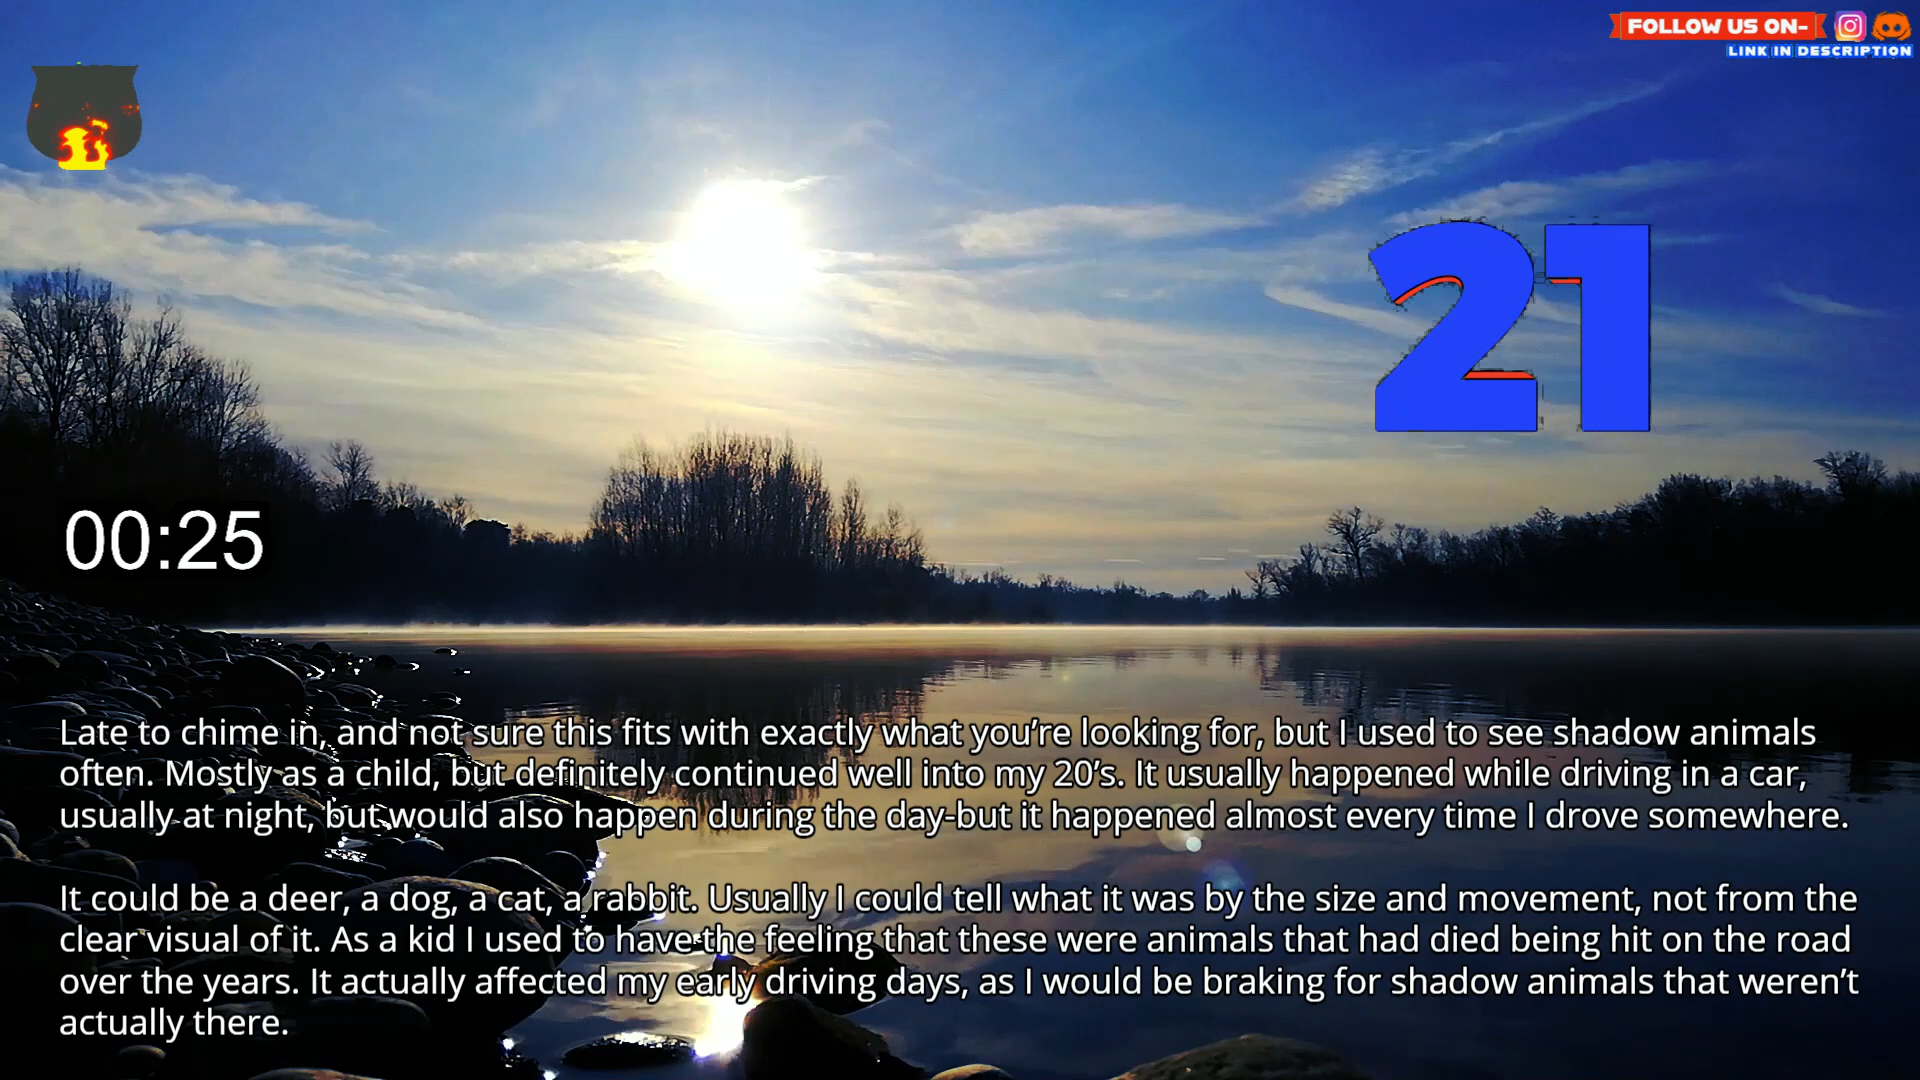 FOLLOW US ON-
LINK IN DESCRIPTION
21
00:25
Late to chime in, and not sure this fits with exactly what you’re looking for, but I used to see shadow animals
often. Mostly as a child, but definitely continued well into my 20’s. It usually happened while driving in a car,
usually at night, but would also happen during the day-but it happened almost every time I drove somewhere.
It could be a deer, a dog, a cat, a rabbit. Usually I could tell what it was by the size and movement, not from the
clear visual of it. As a kid I used to have the feeling that these were animals that had died being hit on the road
over the years. It actually affected my early driving days, as I would be braking for shadow animals that weren’t
actually there.